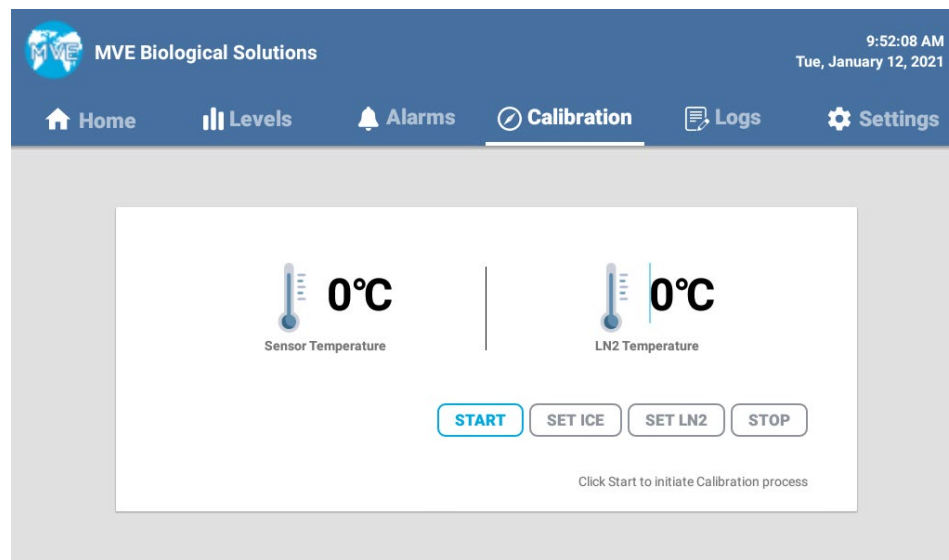 MVE
MVE Biological Solutions
9:52:08 AM
Tue, January 12, 2021
Home
Levels
Alarms
Calibration
Logs
Settings
0°C
0°C
Sensor Temperature
LN2 Temperature
START
SET ICE
SET LN2
STOP
Click Start to initiate Calibration process